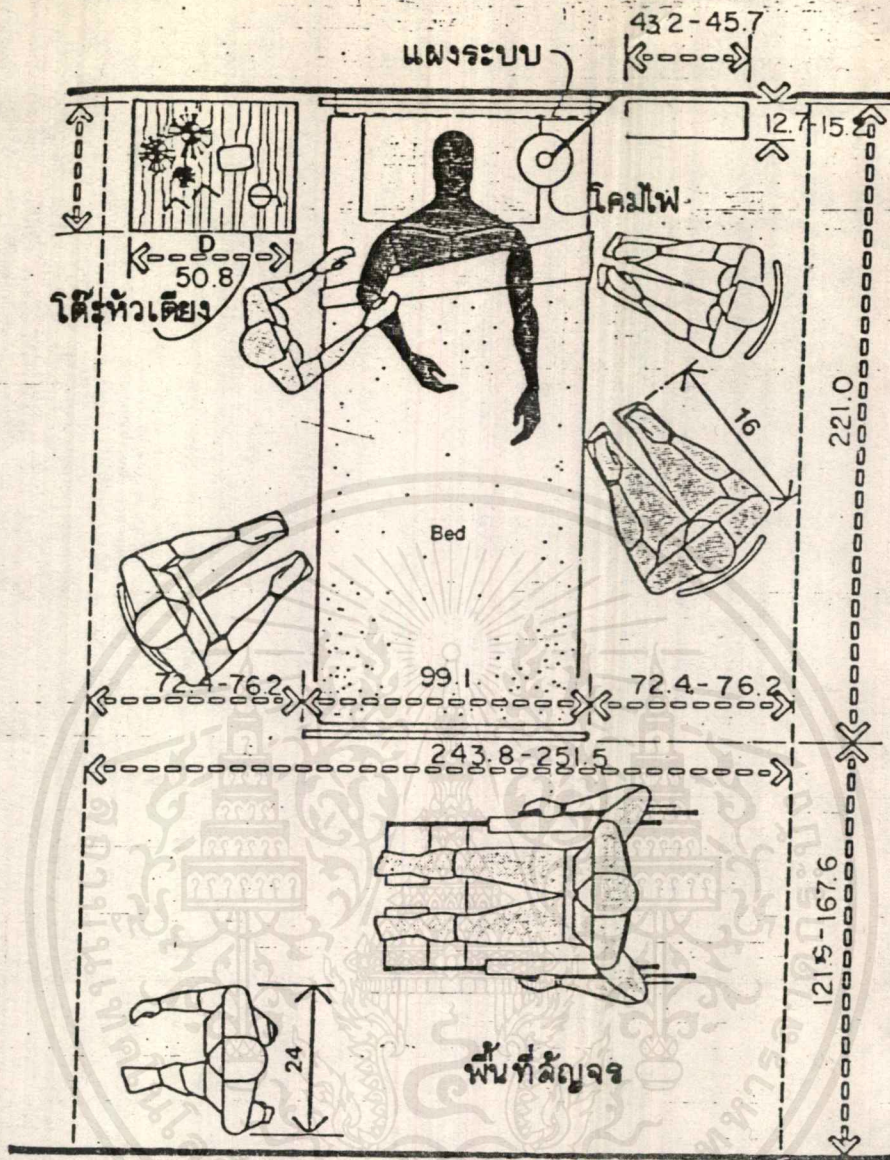 43.2-45.7
แผงระบบ
12.7-15.2
โคมไฟ
D
50.8
โต๊ะหัวเตียง
16
221.0
Bed
72.4-76.2
99.1
72.4-76.2
243.8-251.5
121.5-167.6
24
พื้นที่สัญจร